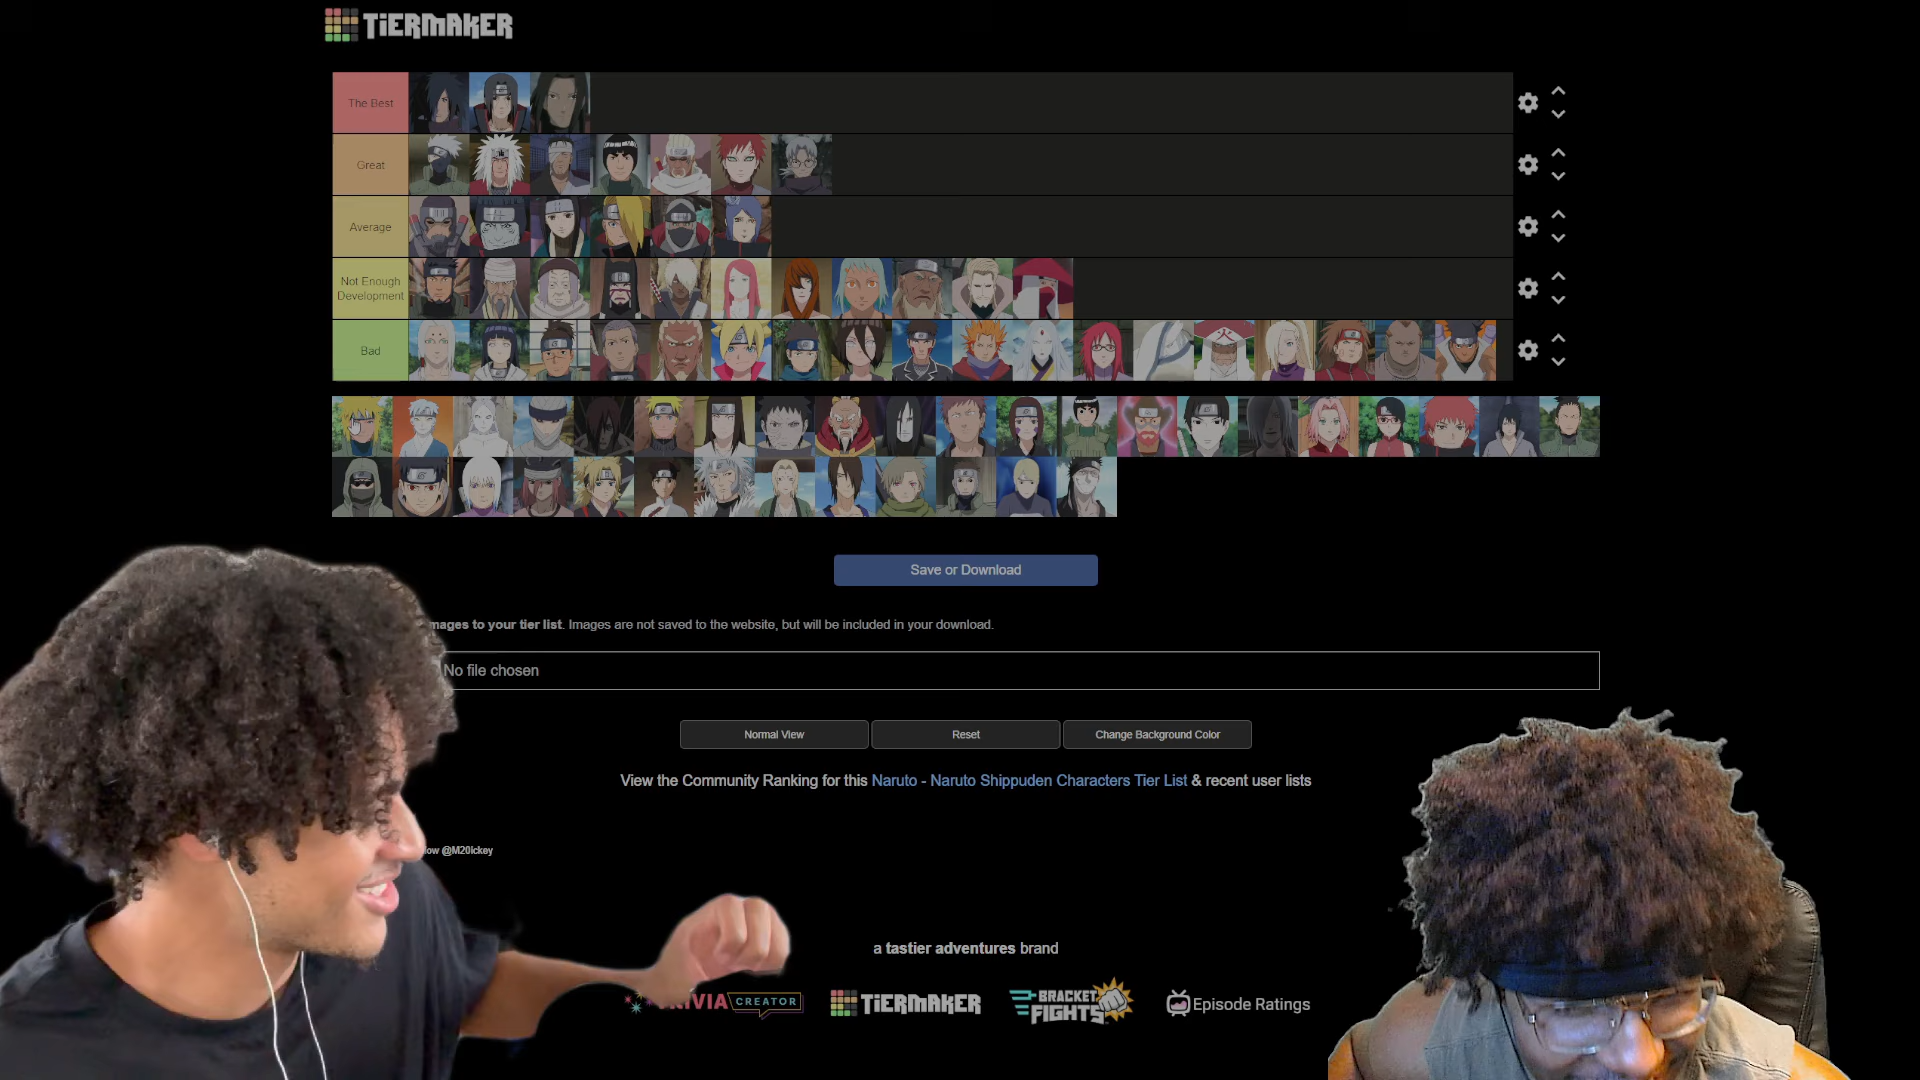 TiERMAKER
The Best
Great
Average
Not Enough
Development
Bad
Save or Download
mages to your tier list. Images are not saved to the website, but will be included in your download.
No file chosen
Normal View
Reset
Change Background Color
View the Community Ranking for this Naruto - Naruto Shippuden Characters Tier List & recent user lists
low @M20ickey
a tastier adventures brand
RIVIA CREATOR
TiERMAKER
BRACKET
FIGHTS
Episode Ratings